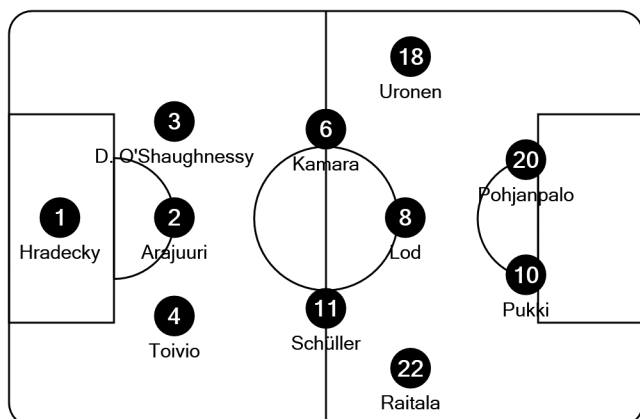 18
Uronen
3
D. O'Shaughnessy
6
Kamara
20
Pohjanpalo
1
Hradecky
2
Arajuuri
8
Lod
10
Pukki
4
Toivio
11
Schüller
22
Raitala